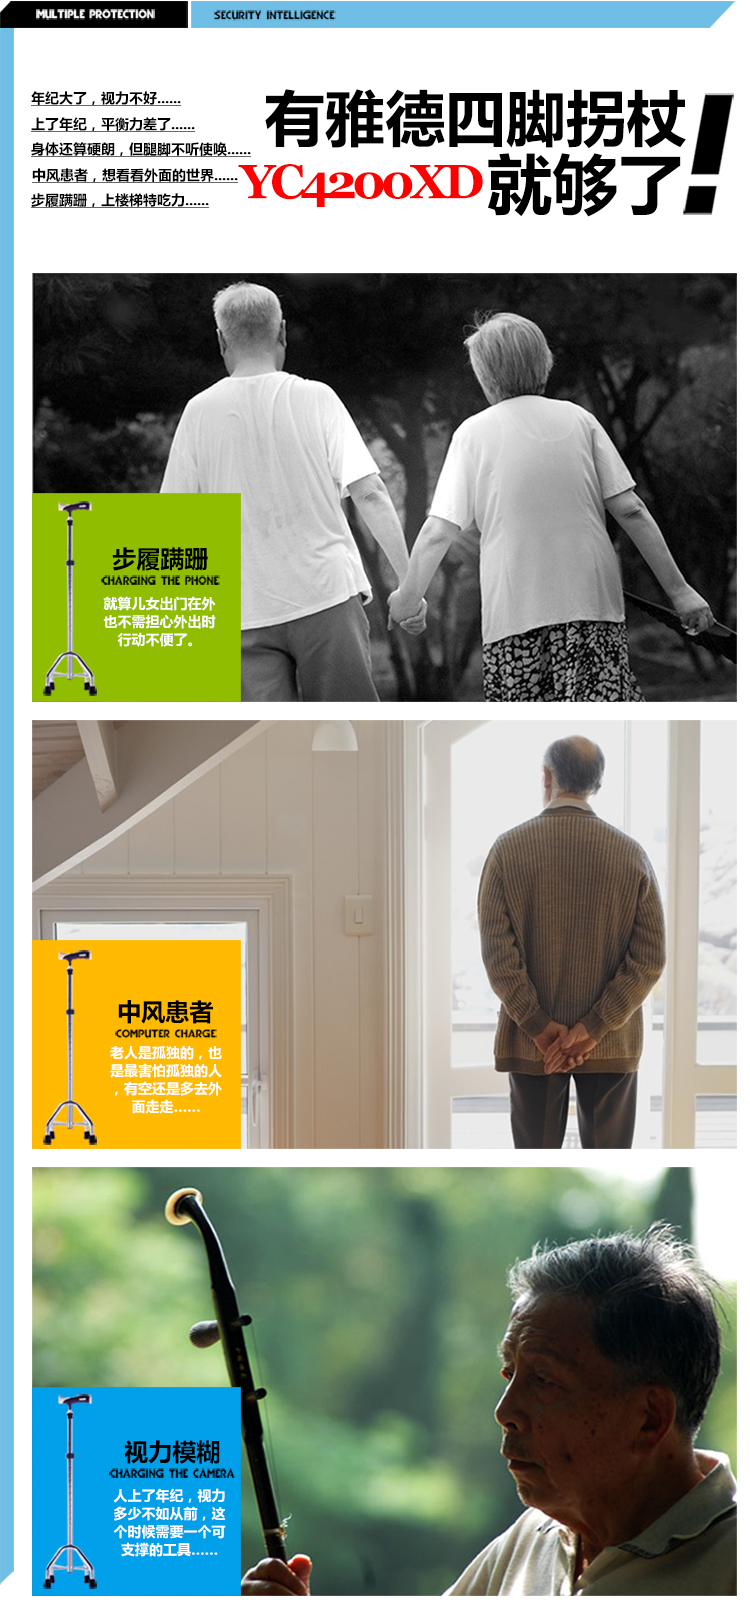 MULTIPLE PROTECTION
SECURITY INTELLIGENCE
年纪大了，视力不好......
上了年纪，平衡力差了......
身体还算硬朗，但腿脚不听使唤......
中风患者，想看看外面的世界......
步履蹒跚，上楼梯特吃力......
有雅德四脚拐杖
YC4200XD就够了!
步履蹒跚
CHARGING THE PHONE
就算儿女出门在外
也不需担心外出时
行动不便了。
中风患者
COMPUTER CHARGE
老人是孤独的，也
是最害怕孤独的人
，有空还是多去外
面走走......
视力模糊
CHARGING THE CAMERA
人上了年纪，视力
多少不如从前，这
个时候需要一个可
支撑的工具......